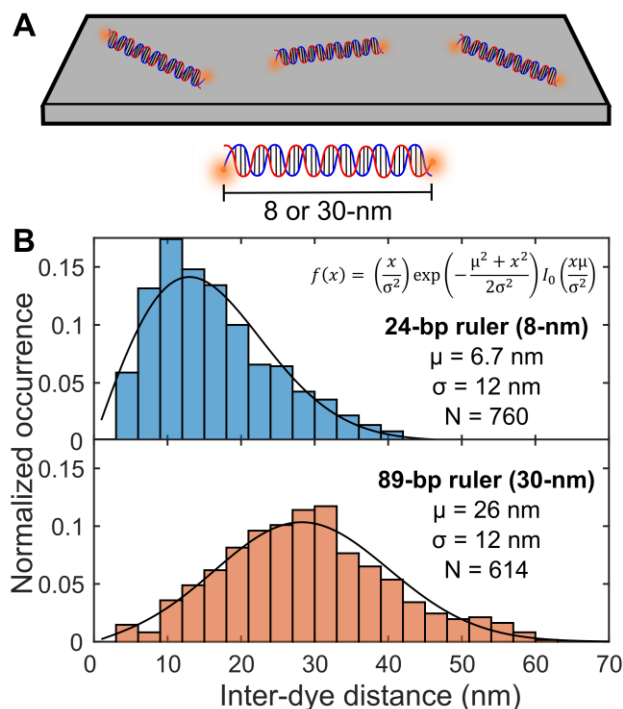 A
8 or 30-nm
B
f(x) = (x/σ²) exp(−(μ² + x²)/2σ²) I₀(xμ/σ²)
24-bp ruler (8-nm)
μ = 6.7 nm
σ = 12 nm
N = 760
0.15
0.1
0.05
0
89-bp ruler (30-nm)
μ = 26 nm
σ = 12 nm
N = 614
0.15
0.1
0.05
0
Normalized occurrence
0 10 20 30 40 50 60 70
Inter-dye distance (nm)